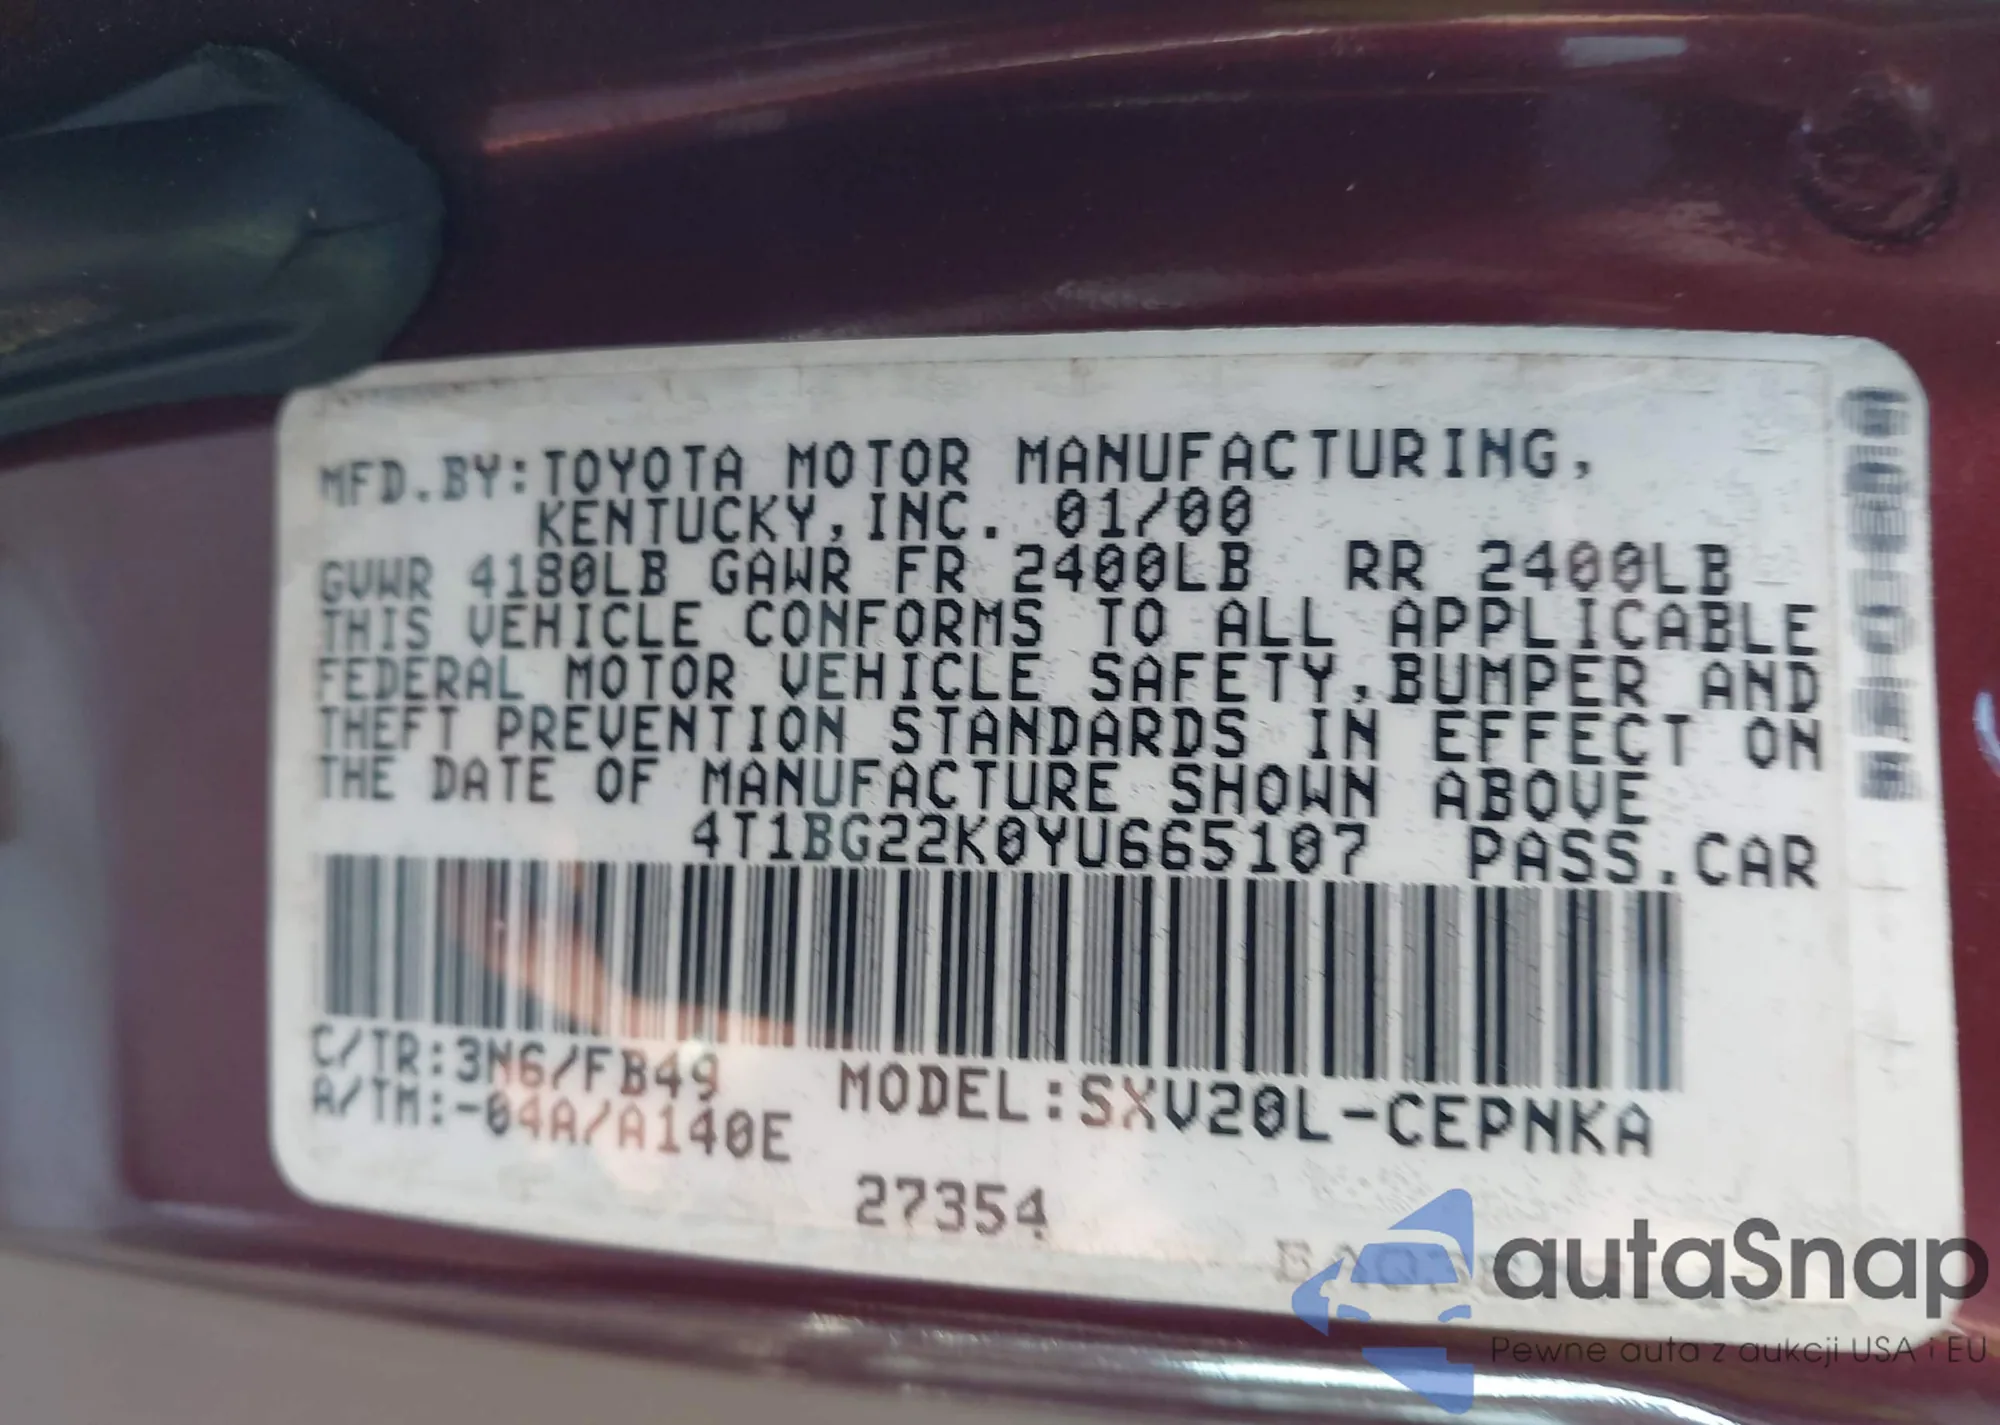 MFD.BY:TOYOTA MOTOR MANUFACTURING,
KENTUCKY,INC. 01/00
GVWR 4180LB GAWR FR 2400LB RR 2400LB
THIS VEHICLE CONFORMS TO ALL APPLICABLE
FEDERAL MOTOR VEHICLE SAFETY,BUMPER AND
THEFT PREVENTION STANDARDS IN EFFECT ON
THE DATE OF MANUFACTURE SHOWN ABOVE
4T1BG22K0YU665107 PASS.CAR
C/TR:3N6/FB49 MODEL:SXV20L-CEPNKA
A/TM:-04A/A140E
27354
autaSnap
Pewne auta z aukcji USA i EU